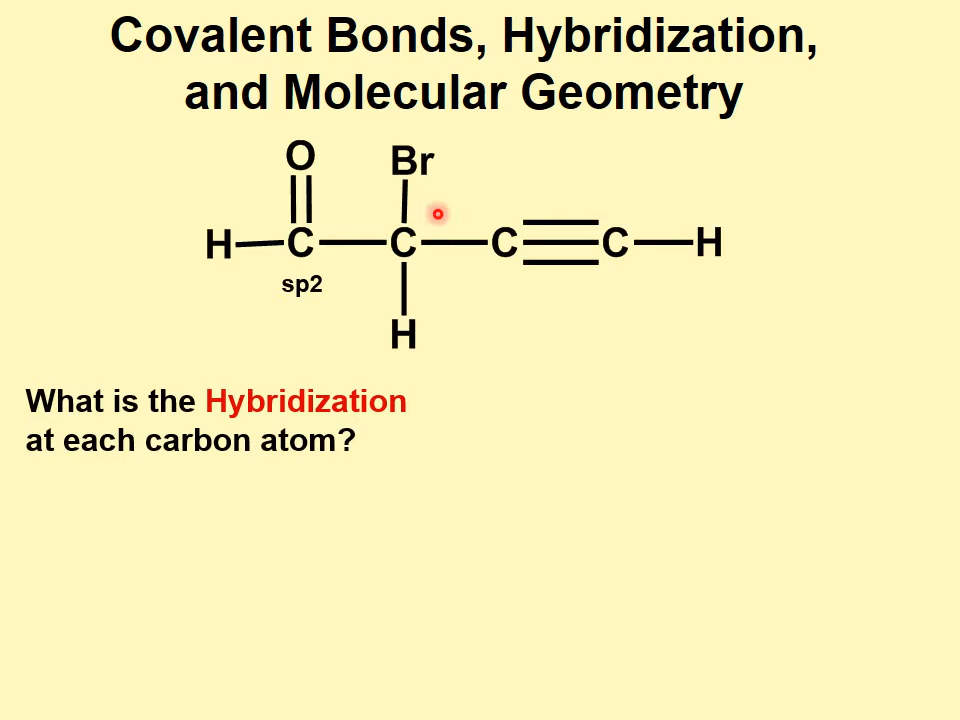 Covalent Bonds, Hybridization,
and Molecular Geometry
O Br
H C C C C H
sp2
H
What is the Hybridization
at each carbon atom?